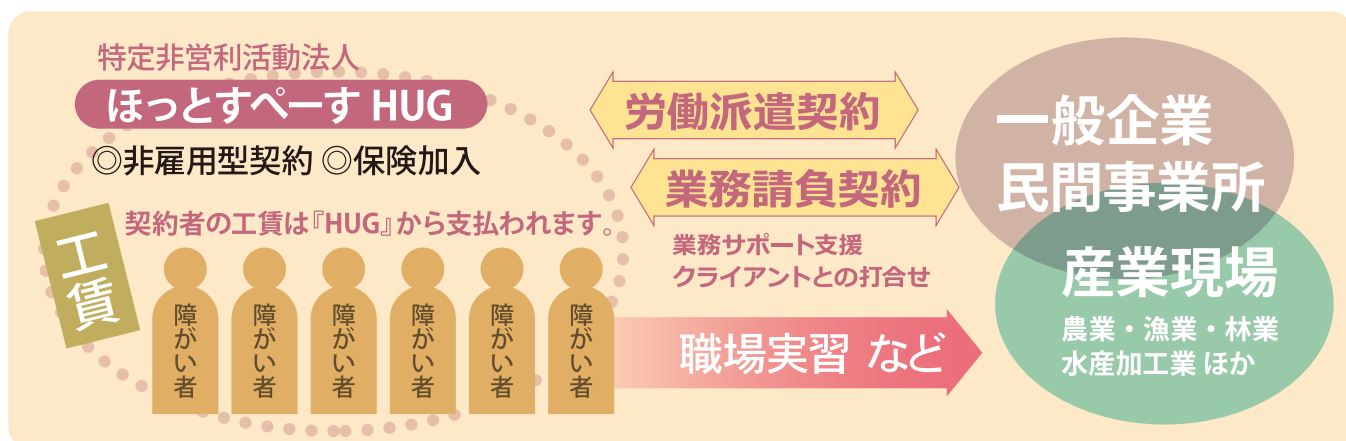 特定非営利活動法人
ほっとすぺーす HUG
◎非雇用型契約 ◎保険加入
契約者の工賃は『HUG』から支払われます。
工賃
障がい者
障がい者
障がい者
障がい者
障がい者
障がい者
労働派遣契約
業務請負契約
業務サポート支援
クライアントとの打合せ
職場実習 など
一般企業
民間事業所
産業現場
農業・漁業・林業
水産加工業 ほか